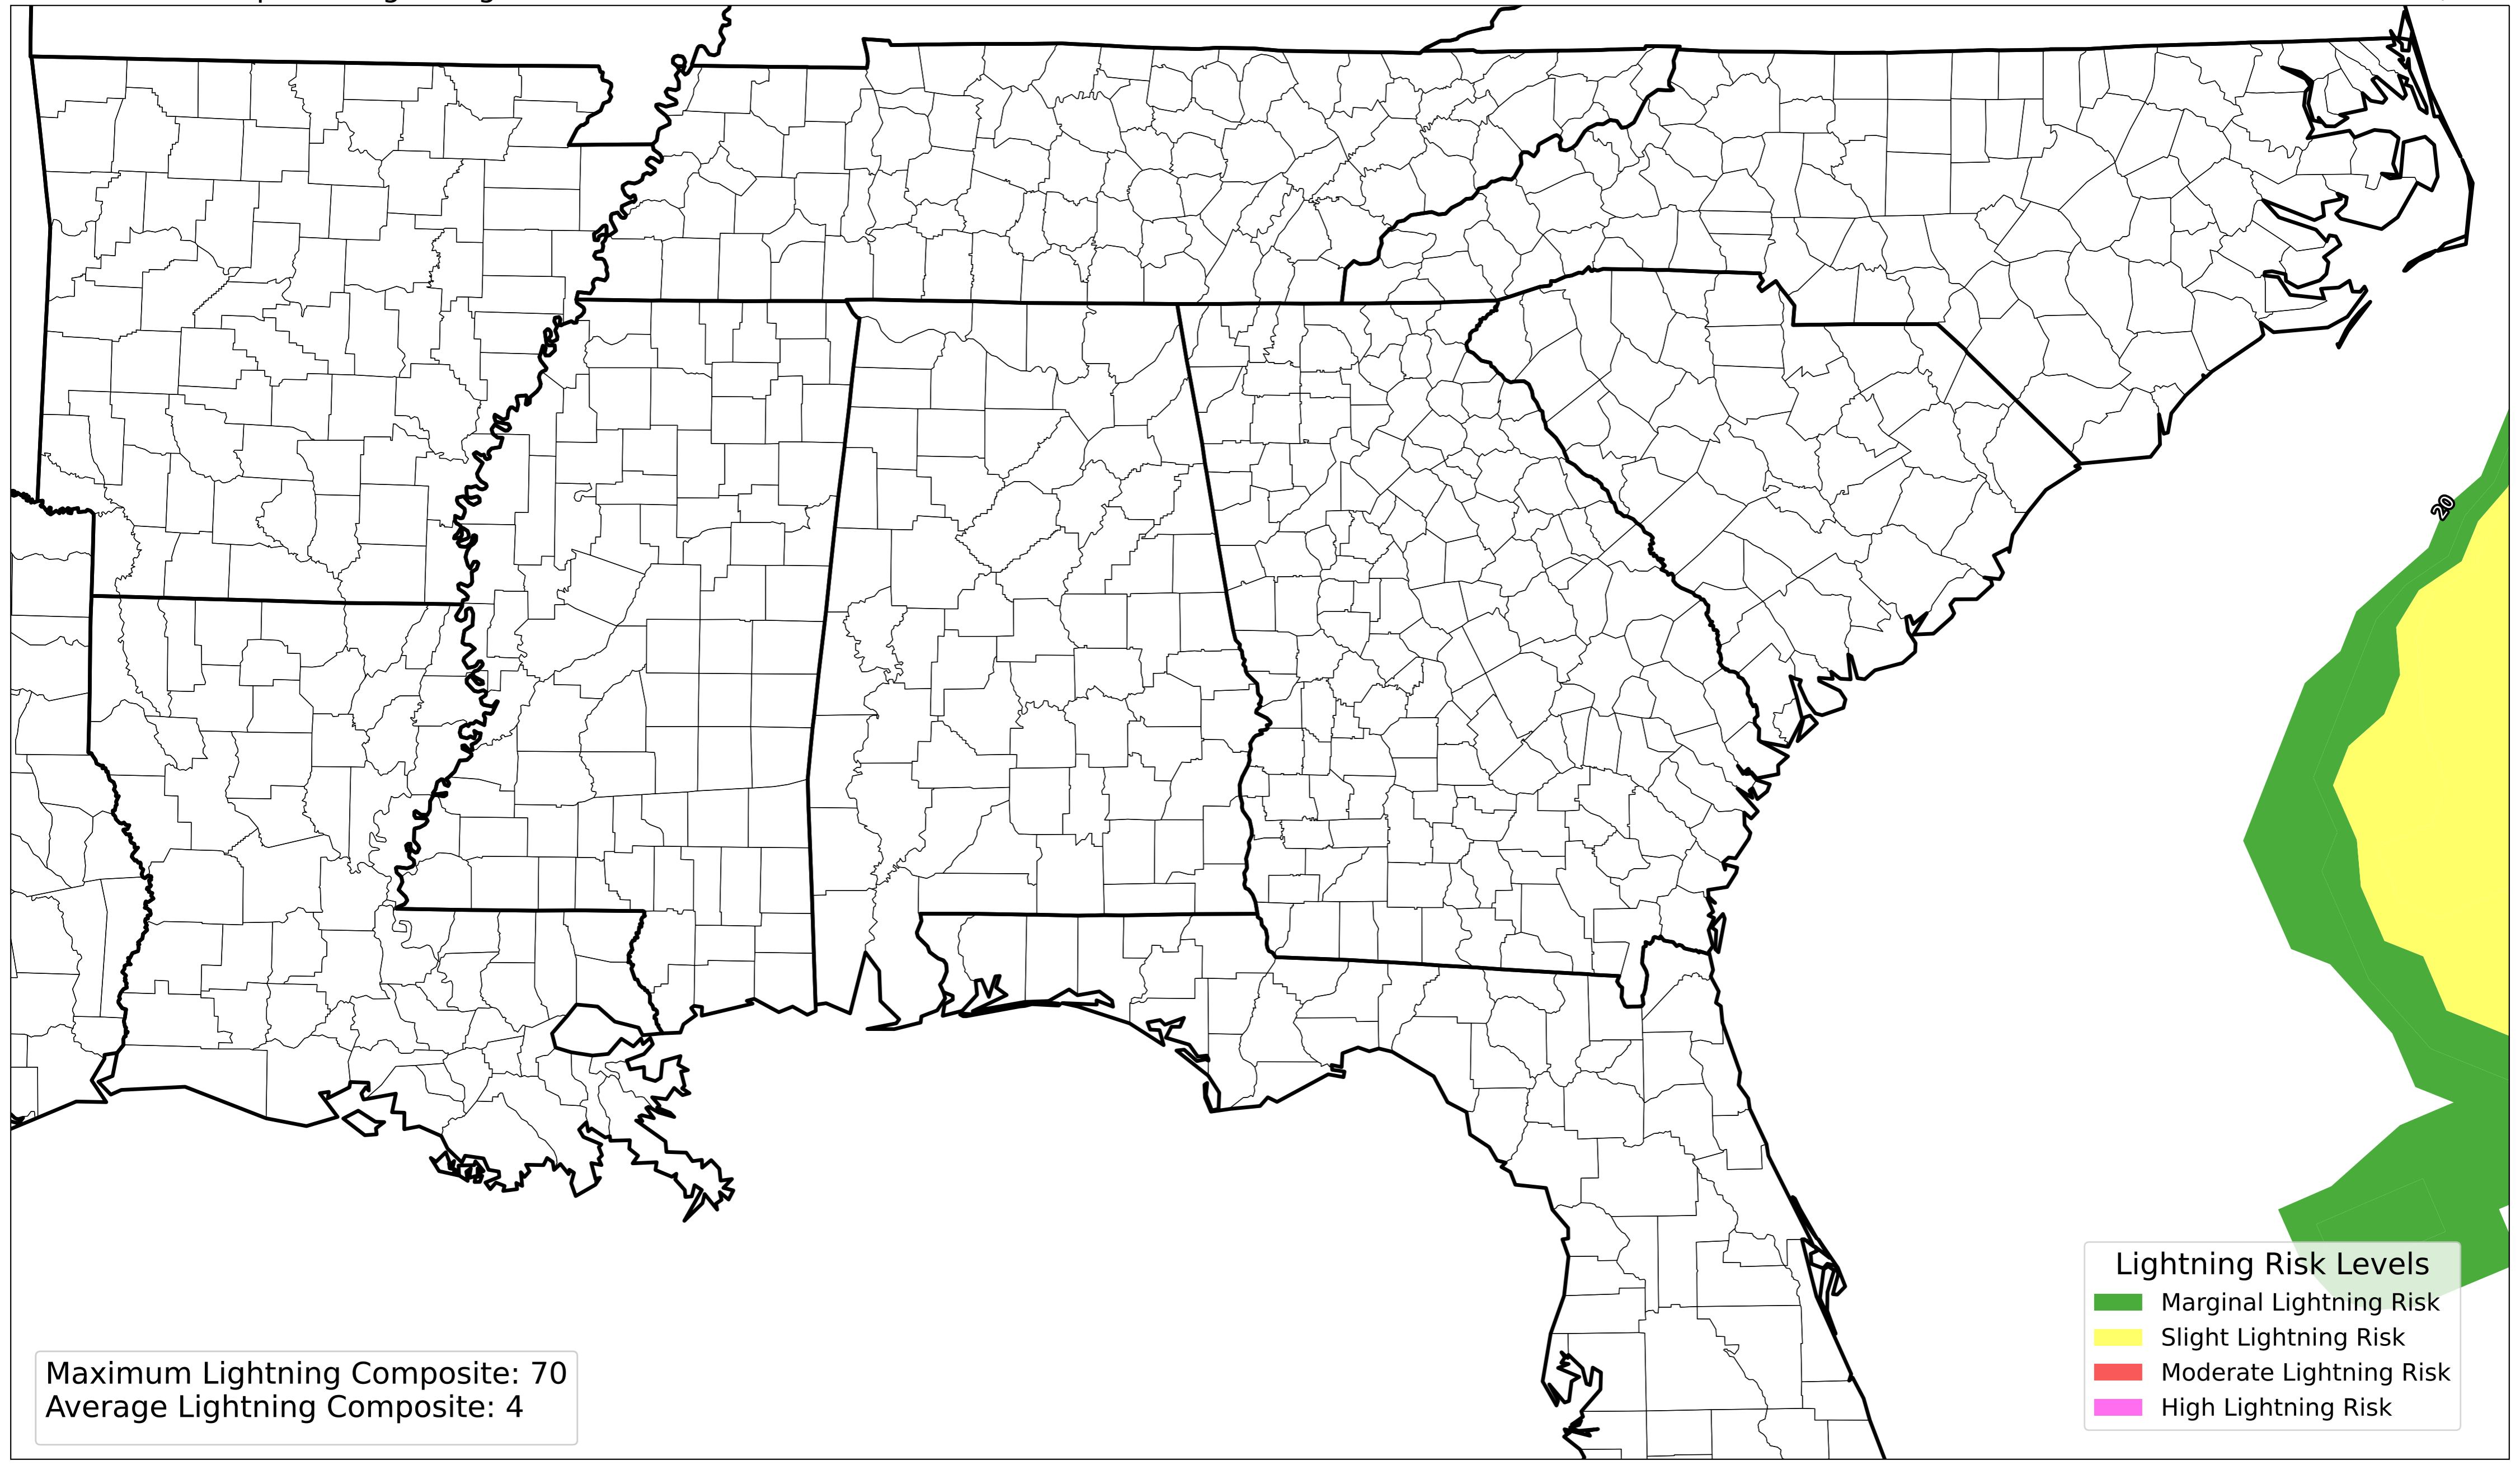 20
Lightning Risk Levels
Marginal Lightning Risk
Slight Lightning Risk
Moderate Lightning Risk
High Lightning Risk
Maximum Lightning Composite: 70
Average Lightning Composite: 4